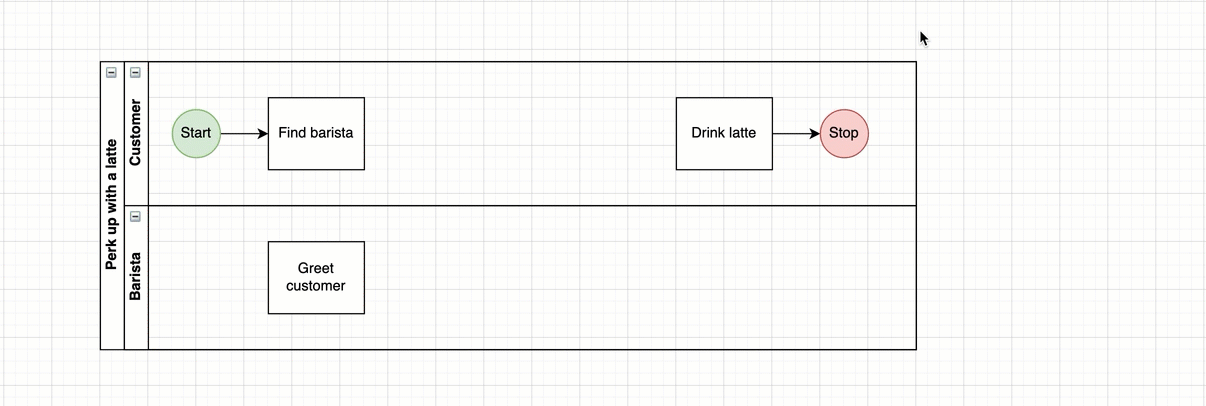 Perk up with a latte
Customer
Start
Find barista
Drink latte
Stop
Barista
Greet
customer